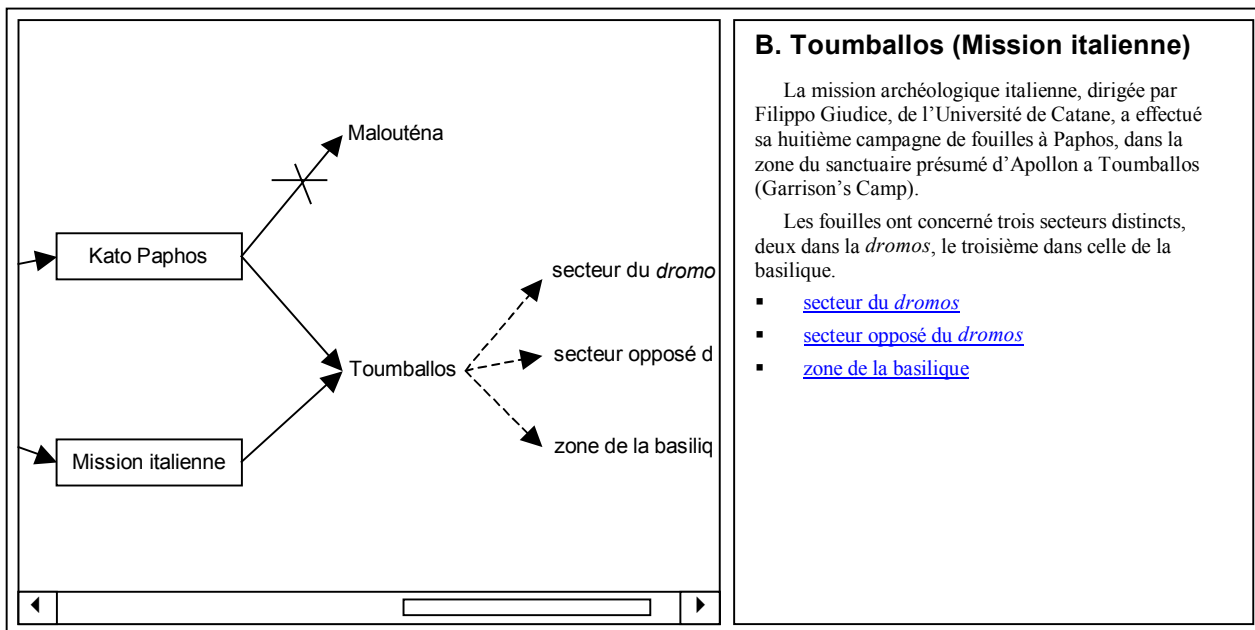 Malouténa
Kato Paphos
secteur du dromo
secteur opposé d
Toumballos
zone de la basiliq
Mission italienne
B. Toumballos (Mission italienne)
La mission archéologique italienne, dirigée par
Filippo Giudice, de l’Université de Catane, a effectué
sa huitième campagne de fouilles à Paphos, dans la
zone du sanctuaire présumé d’Apollon a Toumballos
(Garrison’s Camp).
Les fouilles ont concerné trois secteurs distincts,
deux dans la dromos, le troisième dans celle de la
basilique.
▪ secteur du dromos
▪ secteur opposé du dromos
▪ zone de la basilique